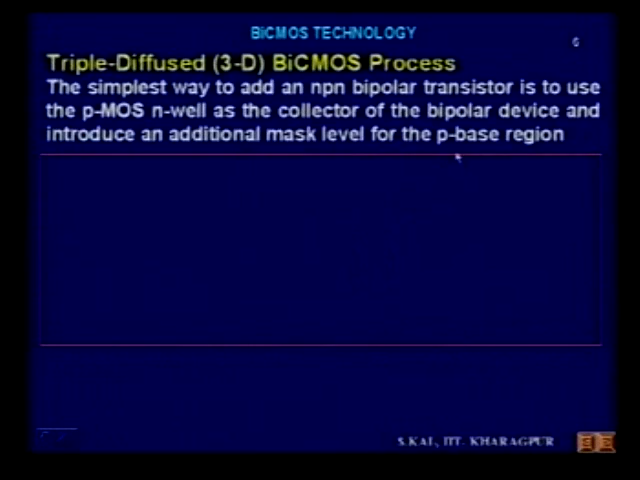 BiCMOS TECHNOLOGY
6
Triple-Diffused (3-D) BiCMOS Process
The simplest way to add an npn bipolar transistor is to use
the p-MOS n-well as the collector of the bipolar device and
introduce an additional mask level for the p-base region
S.KAL, IIT- KHARAGPUR